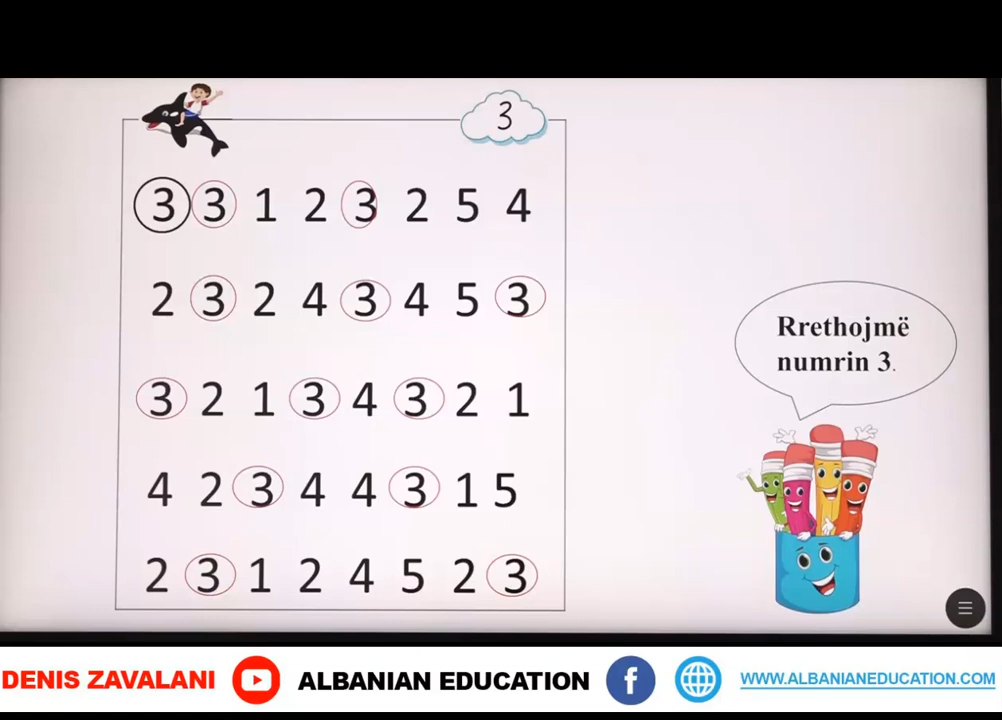 3
3 3 1 2 3 2 5 4
2 3 2 4 3 4 5 3
3 2 1 3 4 3 2 1
4 2 3 4 4 3 1 5
2 3 1 2 4 5 2 3
Rrethojmë
numrin 3.
DENIS ZAVALANI ALBANIAN EDUCATION f WWW.ALBANIANEDUCATION.COM